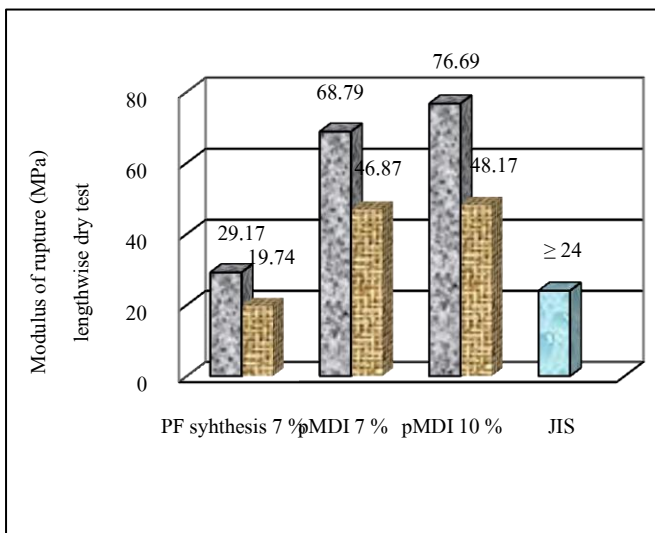 76.69
80
68.79
60
46.87
48.17
40
29.17
19.74
≥ 24
20
0
Modulus of rupture (MPa)
lengthwise dry test
PF syhthesis 7 %
pMDI 7 %
pMDI 10 %
JIS